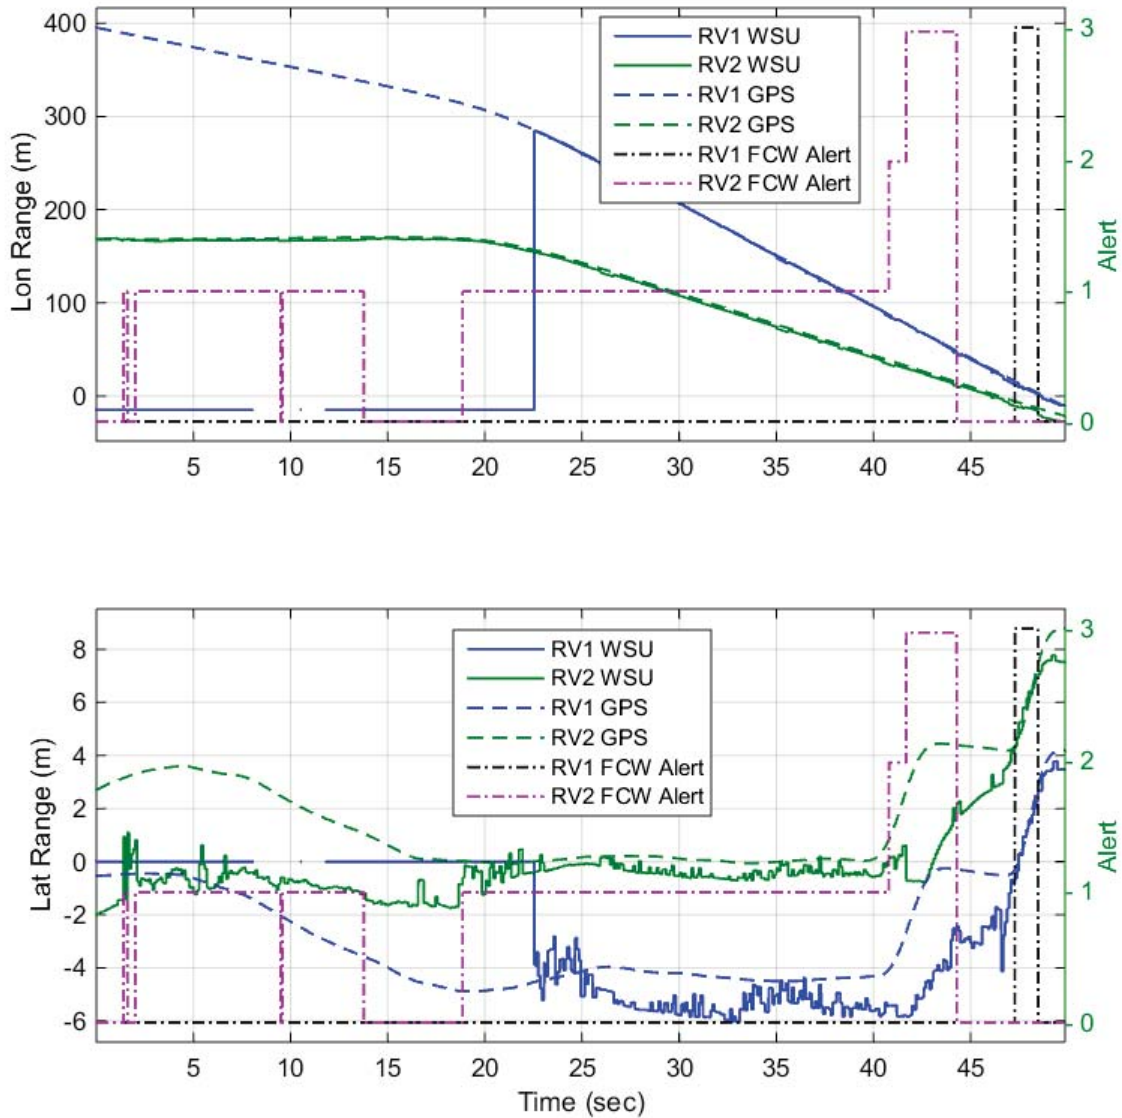 400
300
200
100
0
Lon Range (m)
RV1 WSU
RV2 WSU
RV1 GPS
RV2 GPS
RV1 FCW Alert
RV2 FCW Alert
3
2
1
0
Alert
5 10 15 20 25 30 35 40 45
8
6
4
2
0
-2
-4
-6
Lat Range (m)
RV1 WSU
RV2 WSU
RV1 GPS
RV2 GPS
RV1 FCW Alert
RV2 FCW Alert
3
2
1
0
Alert
5 10 15 20 25 30 35 40 45
Time (sec)